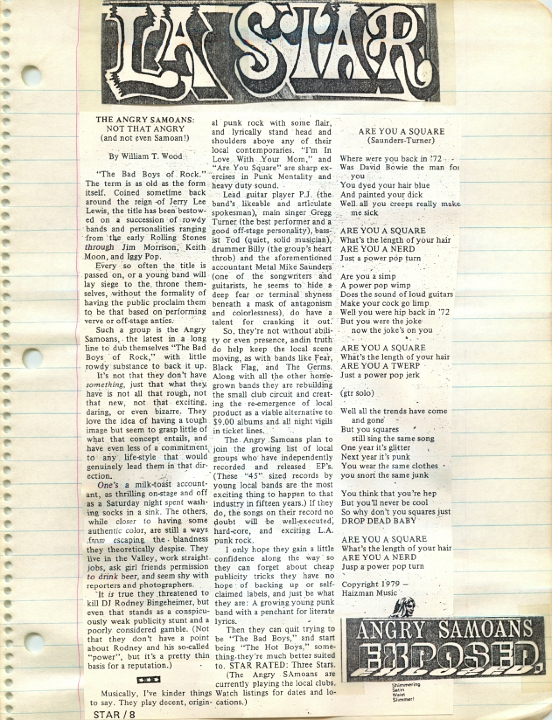 LA STAR
THE ANGRY SAMOANS:
NOT THAT ANGRY
(and not even Samoan!)
By William T. Wood
"The Bad Boys of Rock."
The term is as old as the form
itself. Coined sometime back
around the reign of Jerry Lee
Lewis, the title has been bestow-
ed on a succession of rowdy
bands and personalities ranging
from the early Rolling Stones
through Jim Morrison, Keith
Moon, and Iggy Pop.
Every so often the title is
passed on, or a young band will
lay siege to the throne them-
selves, without the formality of
having the public proclaim them
to be that based on performing
verve or off-stage antics.
Such a group is the Angry
Samoans, the latest in a long
line to dub themselves "The Bad
Boys of Rock," with little
rowdy substance to back it up.
It's not that they don't have
something, just that what they
have is not all that rough, not
that new, not that exciting,
daring, or even bizarre. They
love the idea of having a tough
image but seem to grasp little of
what that concept entails, and
have even less of a commitment
to any life-style that would
genuinely lead them in that dir-
ection.
One's a milk-toast account-
ant, as thrilling on-stage and off
as a Saturday night spent wash-
ing socks in a sink. The others,
while closer to having some
authentic color, are still a ways
from escaping the blandness
they theoretically despise. They
live in the Valley, work straight
jobs, ask girl friends permission
to drink beer, and seem shy with
reporters and photographers.
It is true they threatened to
kill DJ Rodney Bingeheimer, but
even that stands as a conspicu-
ously weak publicity stunt and a
poorly considered gamble. (Not
that they don't have a point
about Rodney and his so-called
"power", but it's a pretty thin
basis for a reputation.)
Musically, I've kinder things
to say. They play decent, origin-
al punk rock with some flair,
and lyrically stand head and
shoulders above any of their
local contemporaries. "I'm In
Love With Your Mom," and
"Are You Square" are sharp ex-
ercises in Punk Mentality and
heavy duty sound.
Lead guitar player P.J. (the
band's likeable and articulate
spokesman), main singer Gregg
Turner (the best performer and a
good off-stage personality), bass-
ist Tod (quiet, solid musician),
drummer Billy (the group's heart
throb) and the aforementioned
accountant Metal Mike Saunders
(one of the songwriters and
guitarists, he seems to hide a
deep fear or terminal shyness
beneath a mask of antagonism
and colorlessness), do have a
talent for cranking it out.
So, they're not without abili-
ty or even presence, and in truth
do help keep the local scene
moving, as with bands like Fear,
Black Flag, and The Germs.
Along with all the other home-
grown bands they are rebuilding
the small club circuit and creat-
ing the re-emergence of local
product as a viable alternative to
$9.00 albums and all night vigils
in ticket lines.
The Angry Samoans plan to
join the growing list of local
groups who have independently
recorded and released EP's.
(These "45" sized records by
young local bands are the most
exciting thing to happen to that
industry in fifteen years.) If they
do, the songs on their record no
doubt will be well-executed,
hard-core, and exciting L.A.
punk rock.
I only hope they gain a little
confidence along the way so
they can forget about cheap
publicity tricks they have no
hope of backing up or self-
claimed labels, and just be what
they are: A growing young punk
band with a penchant for literate
lyrics.
Then they can quit trying to
be "The Bad Boys," and start
being "The Hot Boys," some-
thing they're much better suited
to. STAR RATED: Three Stars.
(The Angry SAmoans are
currently playing the local clubs.
Watch listings for dates and lo-
cations.)
ARE YOU A SQUARE
(Saunders-Turner)
Where were you back in '72
Was David Bowie the man for
you
You dyed your hair blue
And painted your dick
Well all you creeps really make
me sick
ARE YOU A SQUARE
What's the length of your hair
ARE YOU A NERD
Just a power pop turn
Are you a simp
A power pop wimp
Does the sound of loud guitars
Make your cock go limp
Well you were hip back in '72
But you were the joke
now the joke's on you
ARE YOU A SQUARE
What's the length of your hair
ARE YOU A TWERP
Just a power pop jerk
(gtr solo)
Well all the trends have come
and gone
But you squares
still sing the same song
One year it's glitter
Next year it's punk
You wear the same clothes
you snort the same junk
You think that you're hep
But you'll never be cool
So why don't you squares just
DROP DEAD BABY
ARE YOU A SQUARE
What's the length of your hair
ARE YOU A NERD
Jusp a power pop turn
Copyright 1979 —
Haizman Music
ANGRY SAMOANS
EXPOSED
Shimmering
Satin
Waist
Slimmer!
STAR / 8